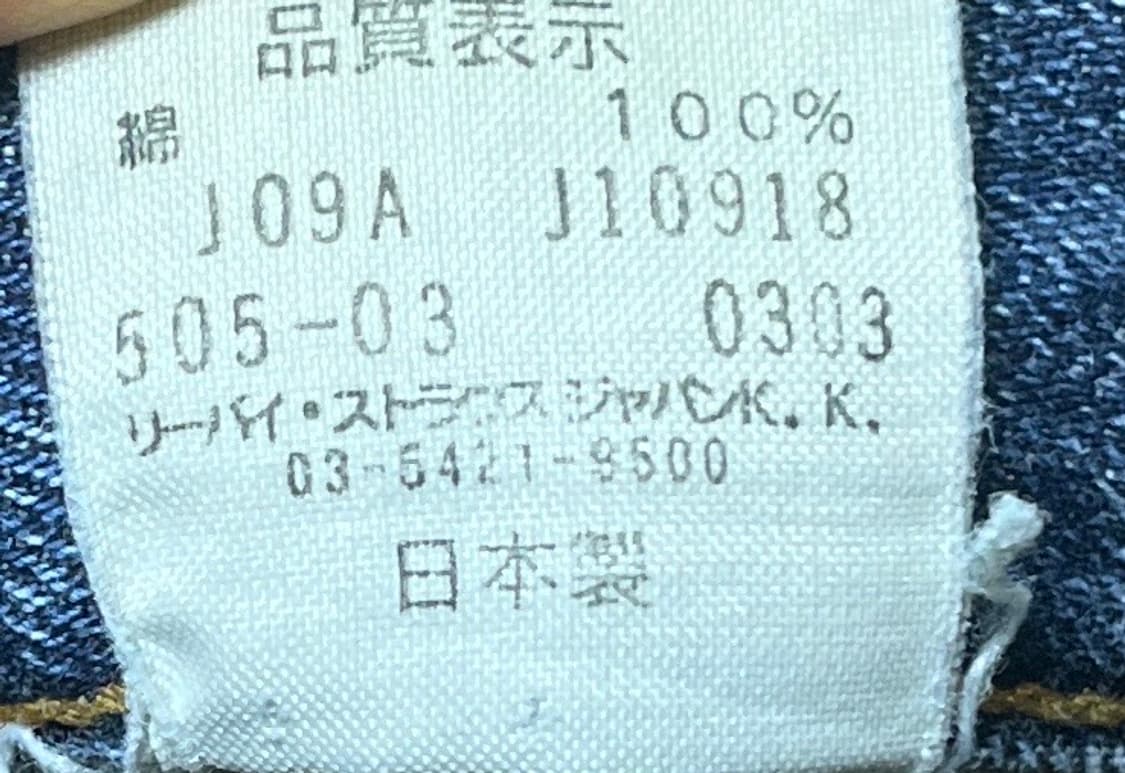 品質表示
綿 100%
J09A J10918
505-03 0303
リーバイ・ストラウス ジャパンK. K.
03-5421-9500
日本製